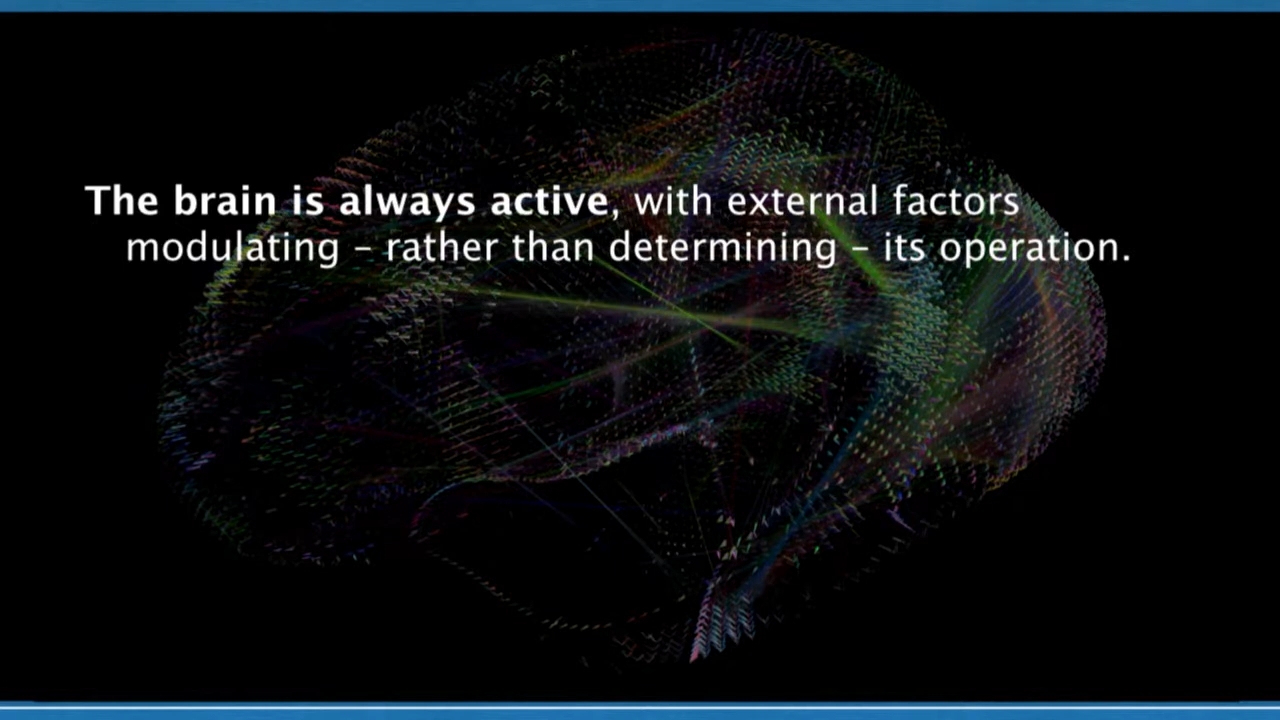 The brain is always active, with external factors
modulating – rather than determining – its operation.